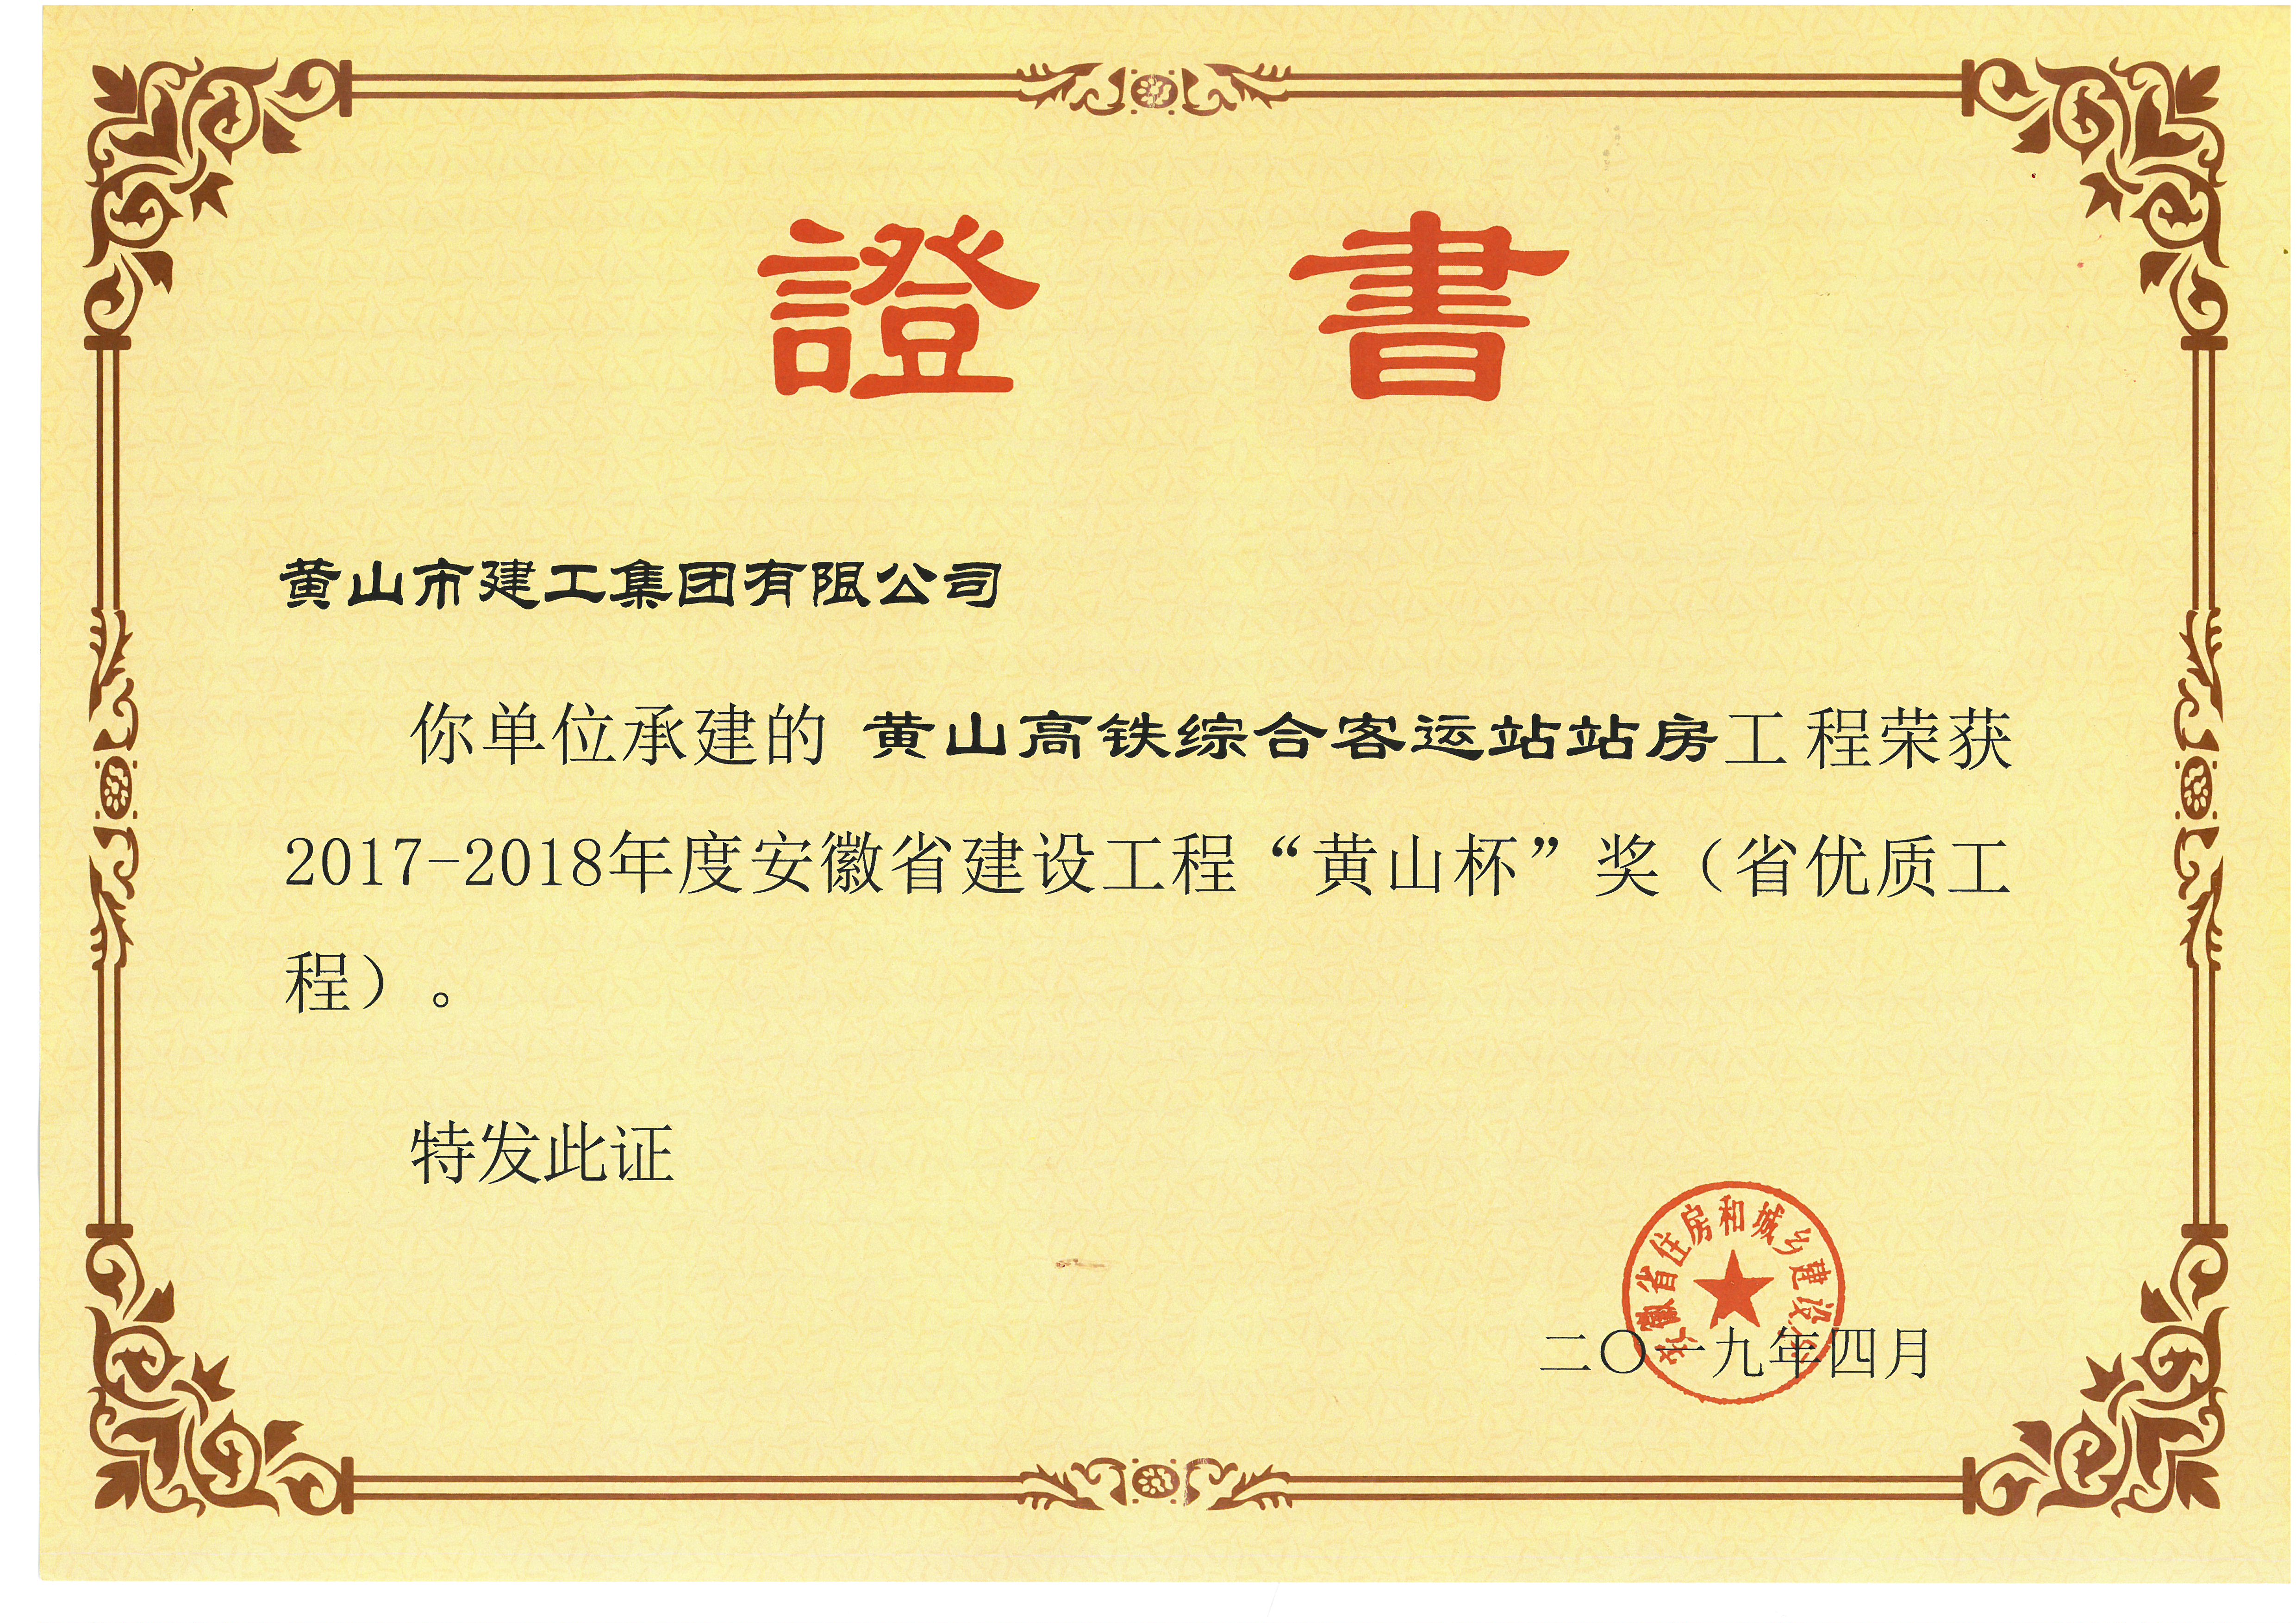 證書
黄山市建工集团有限公司
你单位承建的 黄山高铁综合客运站站房工程荣获
2017-2018年度安徽省建设工程“黄山杯”奖（省优质工
程）。
特发此证
安徽省住房和城乡建设厅
二〇一九年四月